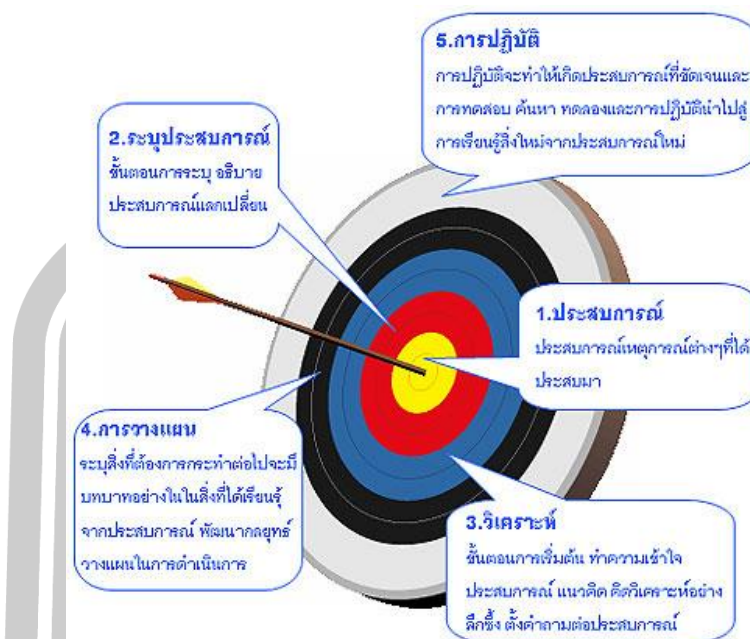 5.การปฏิบัติ
การปฏิบัติจะทำให้เกิดประสบการณ์ที่ชัดเจนและ
การทดสอบ ค้นหา ทดลองและการปฏิบัตินำไปสู่
การเรียนรู้สิ่งใหม่จากประสบการณ์ใหม่
2.ระบุประสบการณ์
ขั้นตอนการระบุ อธิบาย
ประสบการณ์แลกเปลี่ยน
1.ประสบการณ์
ประสบการณ์เหตุการณ์ต่างๆที่ได้
ประสบมา
4.การวางแผน
ระบุสิ่งที่ต้องการกระทำต่อไปจะมี
บทบาทอย่างในในสิ่งที่ได้เรียนรู้
จากประสบการณ์ พัฒนากลยุทธ์
วางแผนในการดำเนินการ
3.วิเคราะห์
ขั้นตอนการเริ่มต้น ทำความเข้าใจ
ประสบการณ์ แนวคิด คิดวิเคราะห์อย่าง
ลึกซึ้ง ตั้งคำถามต่อประสบการณ์